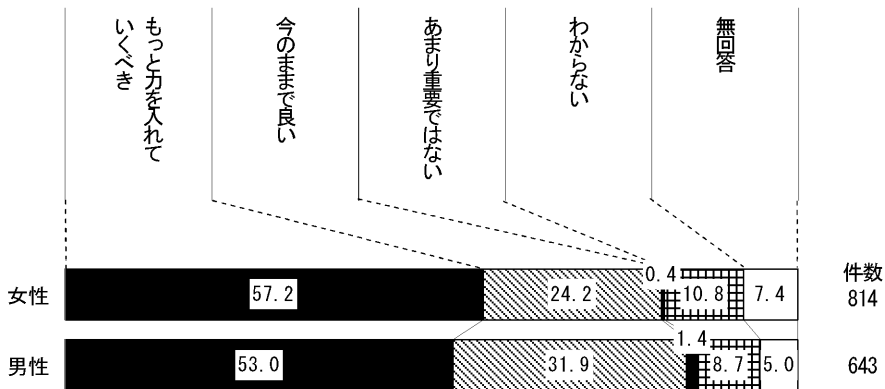 もっと力を入れて
いくべき
今のままで良い
あまり重要ではない
わからない
無回答
件数
女性
57.2
24.2
0.4
10.8
7.4
814
男性
53.0
31.9
1.4
8.7
5.0
643